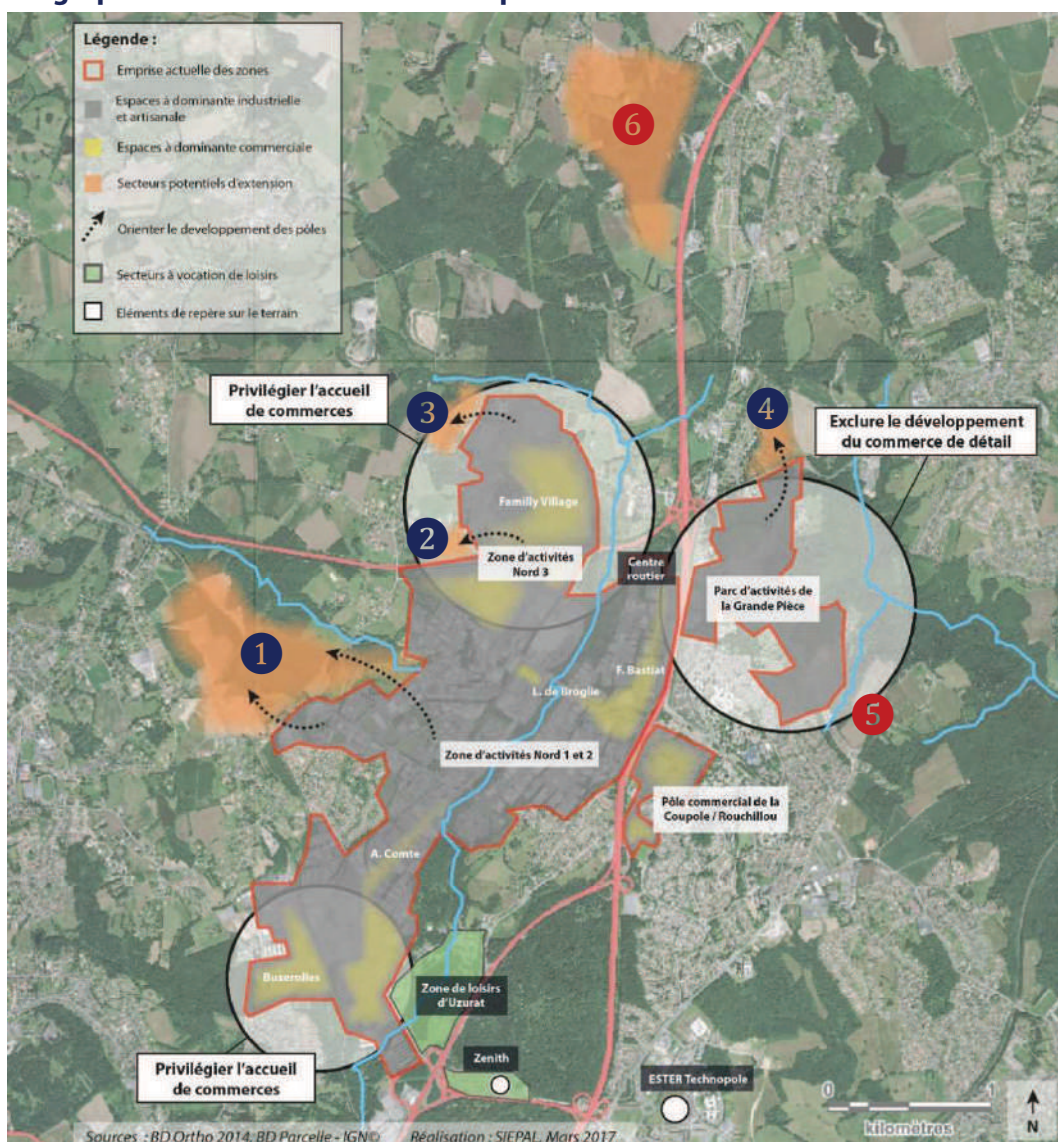 Légende :
Emprise actuelle des zones
Espaces à dominante industrielle
et artisanale
Espaces à dominante commerciale
Secteurs potentiels d'extension
Orienter le developpement des pôles
Secteurs à vocation de loisirs
Eléments de repère sur le terrain
6
Privilégier l'accueil
de commerces
3
4
Exclure le développement
du commerce de détail
Familly Village
2
Zone d'activités
Nord 3
Centre
routier
Parc d'activités de
la Grande Pièce
1
F. Bastiat
L. de Broglie
5
Zone d'activités Nord 1 et 2
Pôle commercial de la
Coupole / Rouchillou
A. Comte
Buxerolles
Zone de loisirs
d'Uzurat
Zenith
Privilégier l'accueil
de commerces
ESTER Technopole
0 1
kilomètres
N
Sources : BD Ortho 2014, BD Parcelle - IGN© Réalisation : SIEPAL, Mars 2017